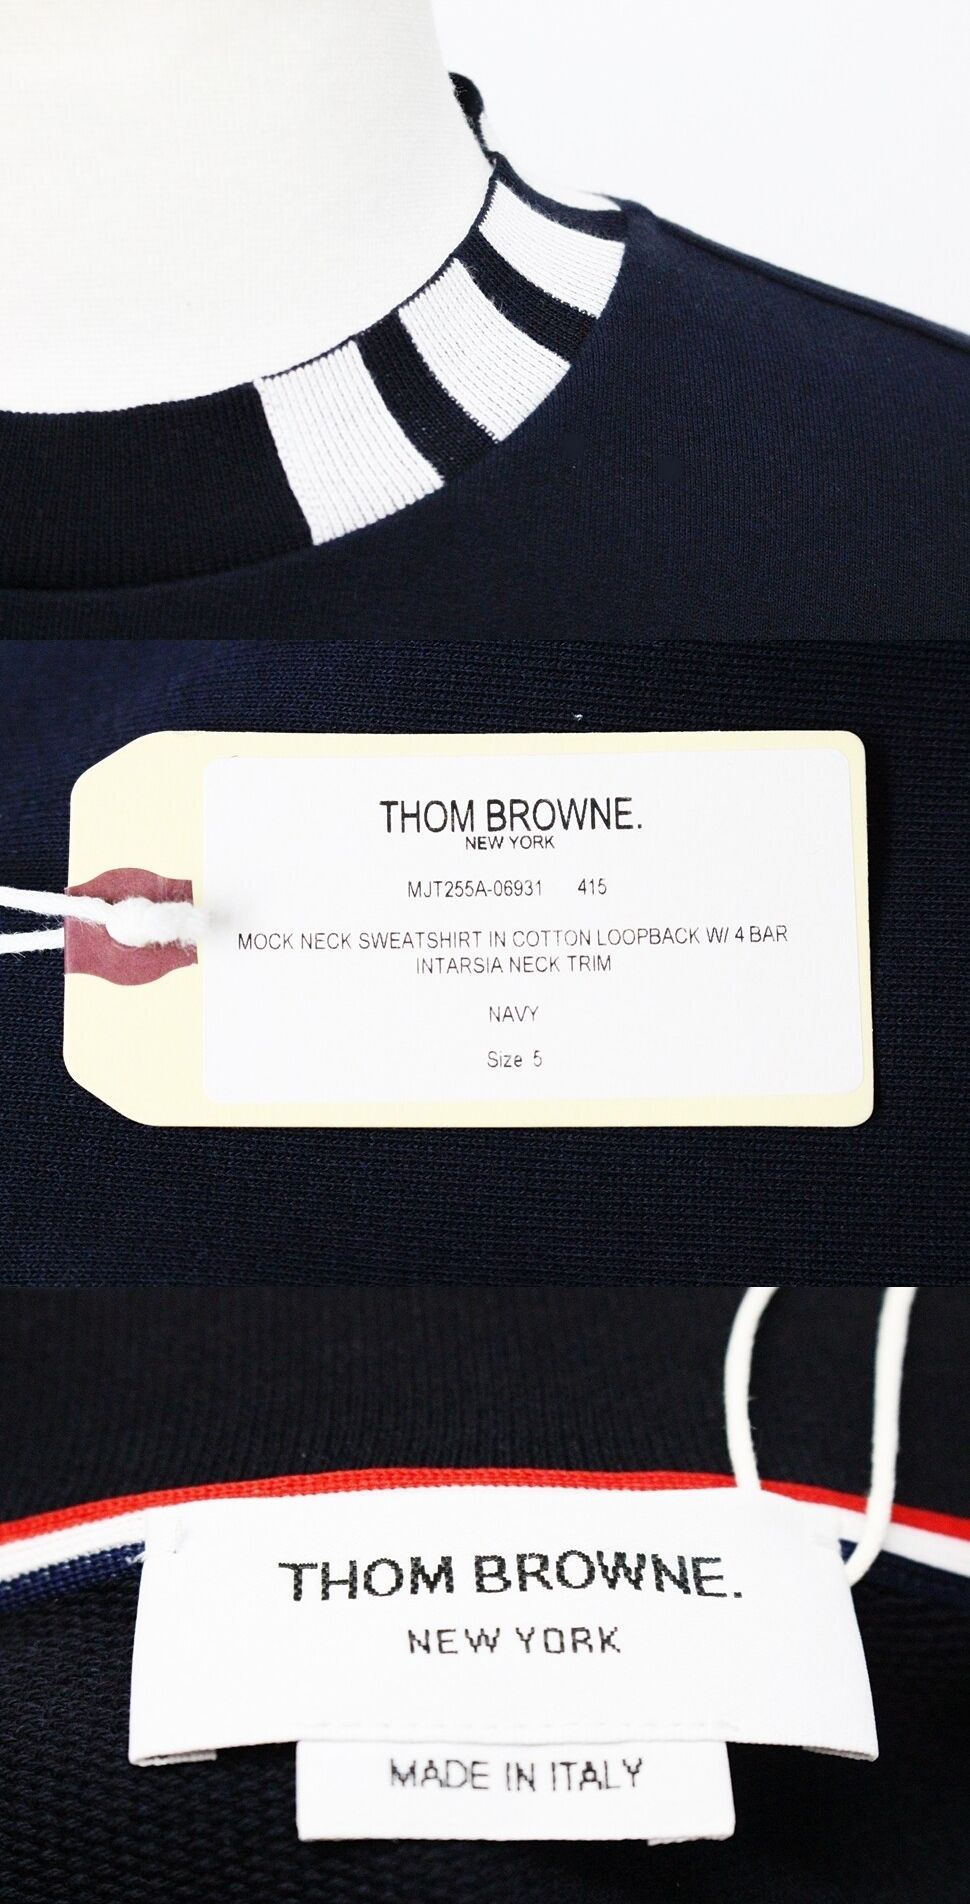 THOM BROWNE.
NEW YORK
MJT255A-06931 415
MOCK NECK SWEATSHIRT IN COTTON LOOPBACK W/ 4 BAR
INTARSIA NECK TRIM
NAVY
Size 5
THOM BROWNE.
NEW YORK
MADE IN ITALY